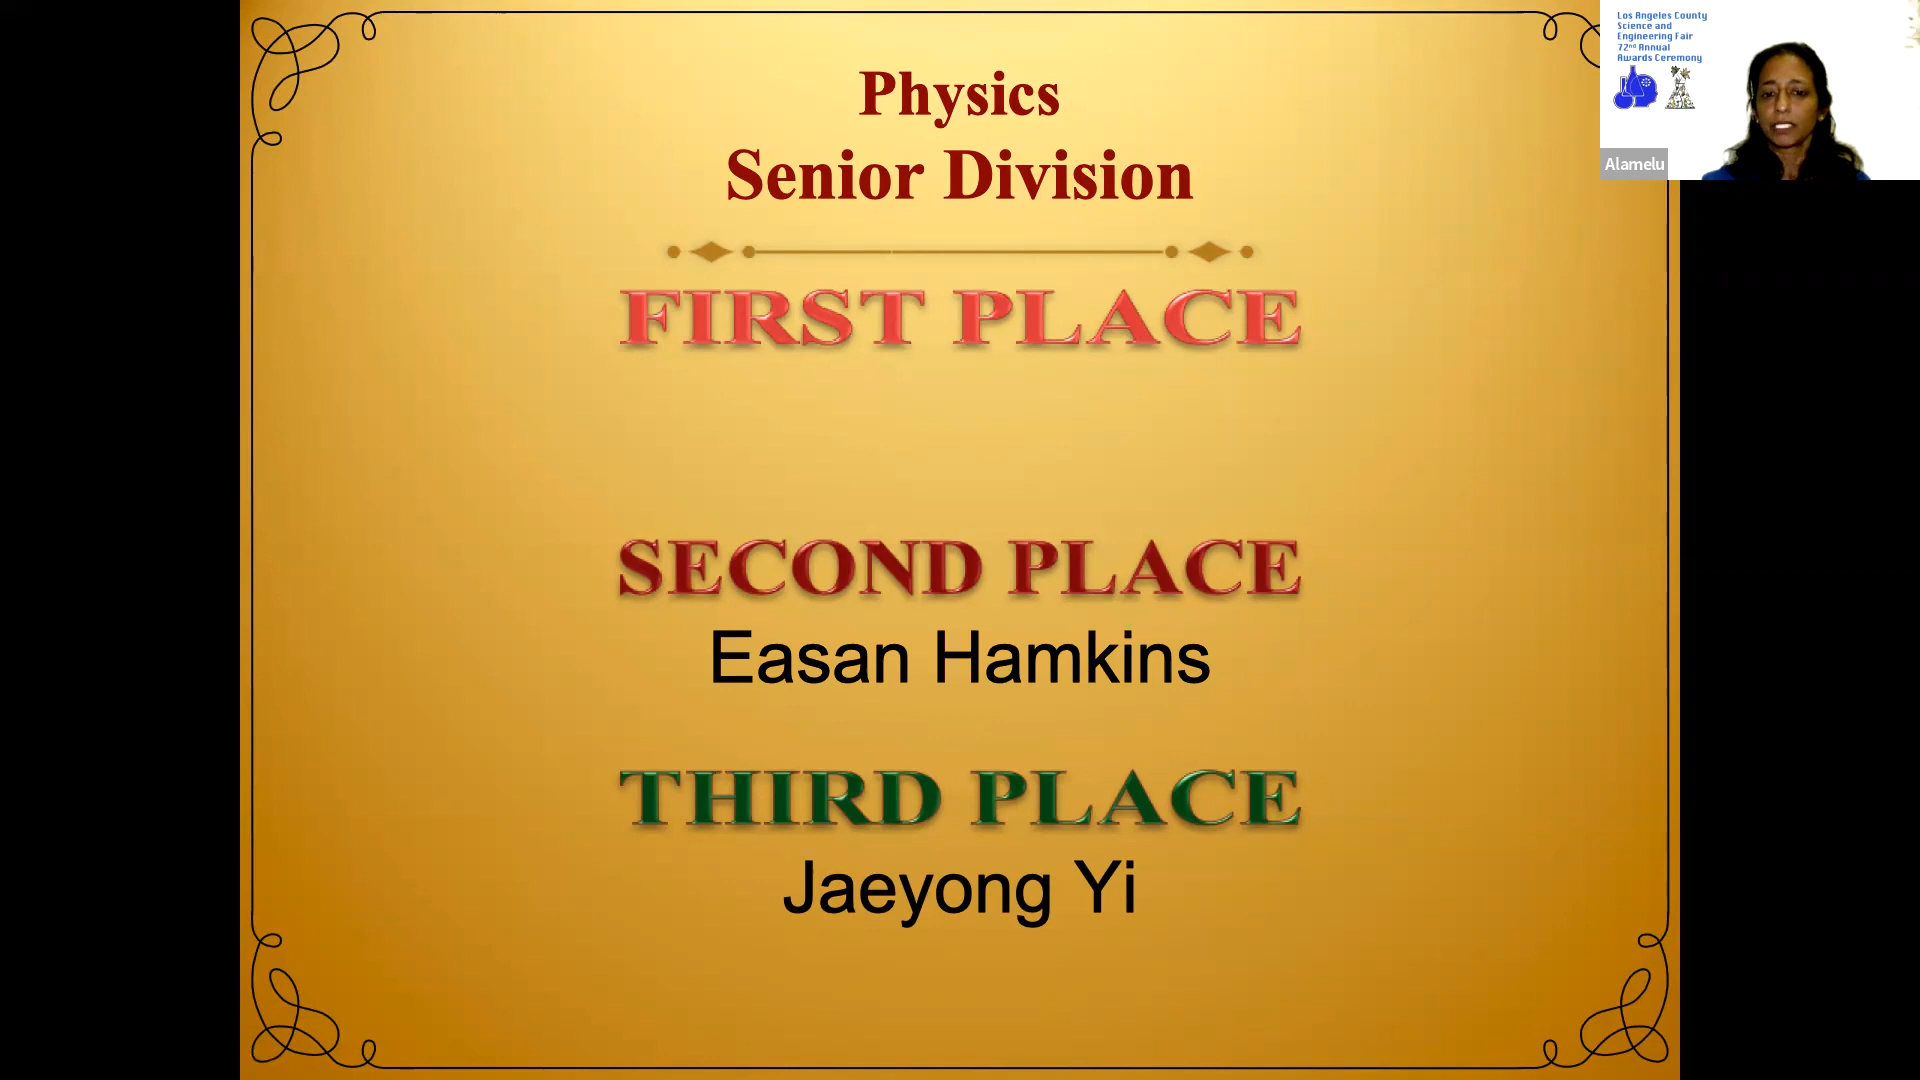 Physics
Senior Division
FIRST PLACE
SECOND PLACE
Easan Hamkins
THIRD PLACE
Jaeyong Yi
Los Angeles County
Science and
Engineering Fair
72nd Annual
Awards Ceremony
Alamelu